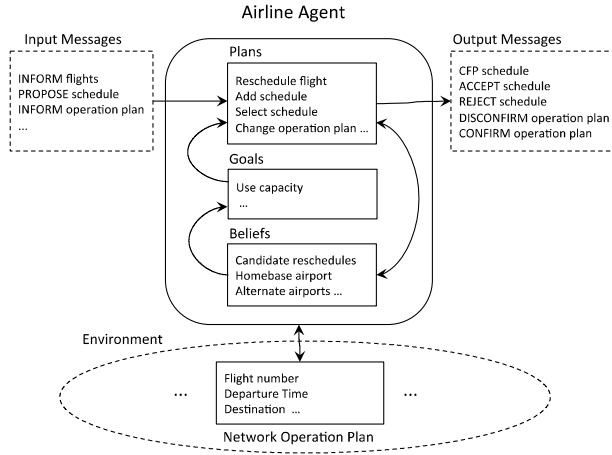 Airline Agent
Input Messages
INFORM flights
PROPOSE schedule
INFORM operation plan
...
Plans
Reschedule flight
Add schedule
Select schedule
Change operation plan ...
Goals
Use capacity
...
Beliefs
Candidate reschedules
Homebase airport
Alternate airports ...
Output Messages
CFP schedule
ACCEPT schedule
REJECT schedule
DISCONFIRM operation plan
CONFIRM operation plan
Environment
...
Flight number
Departure Time
Destination ...
...
Network Operation Plan